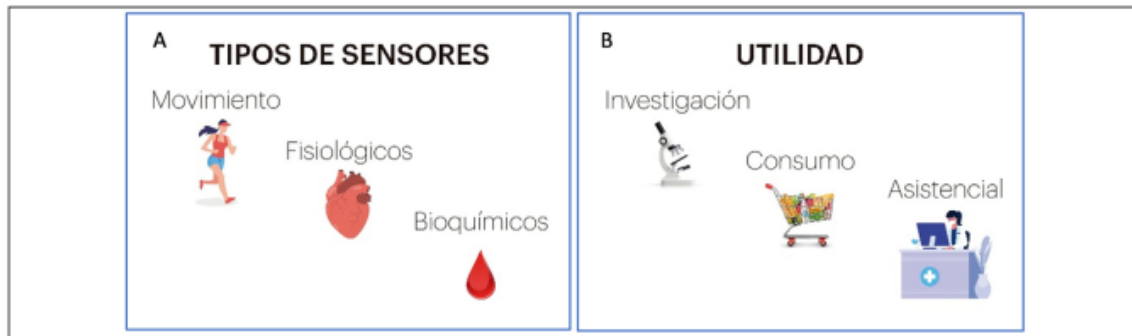 A
TIPOS DE SENSORES
Movimiento
Fisiológicos
Bioquímicos
B
UTILIDAD
Investigación
Consumo
Asistencial